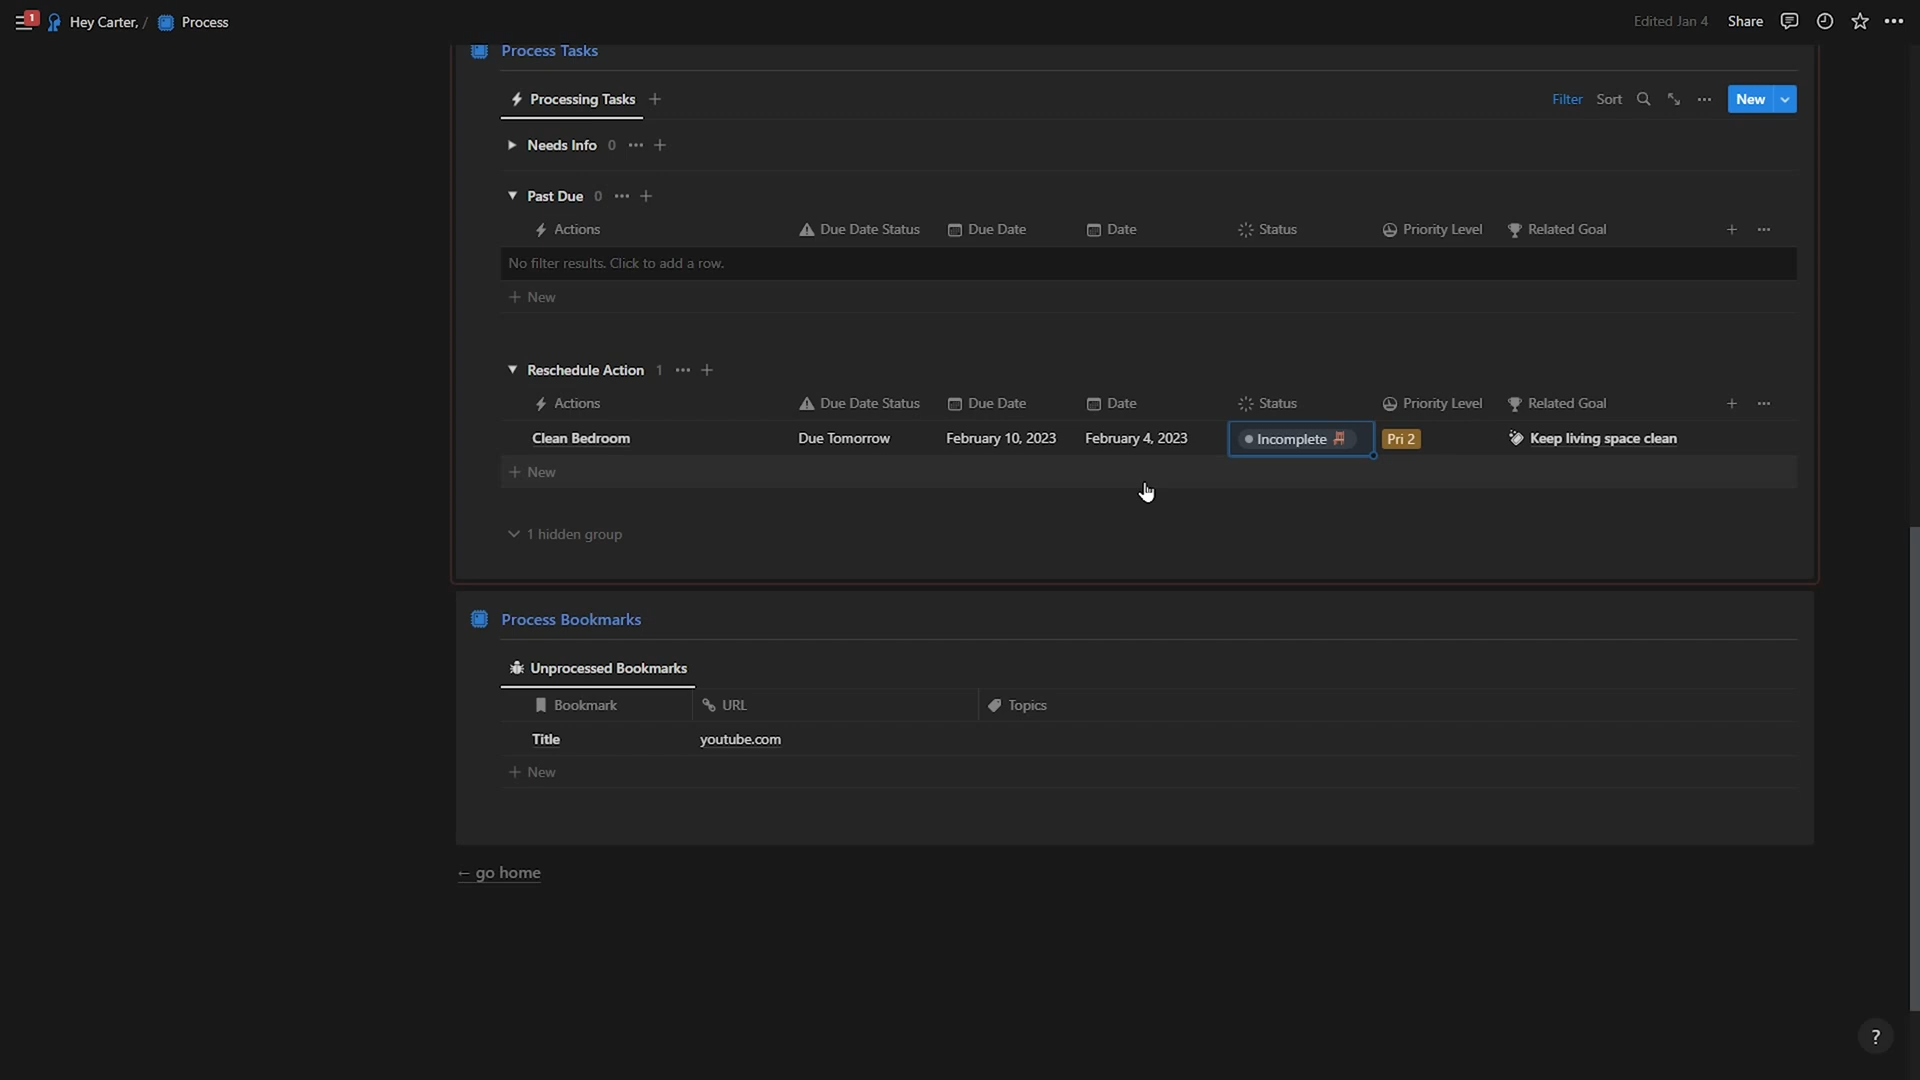 1 Hey Carter, / Process Edited Jan 4 Share
Process Tasks
Processing Tasks + Filter Sort New
Needs Info 0 ••• +
Past Due 0 ••• +
Actions Due Date Status Due Date Date Status Priority Level Related Goal + •••
No filter results. Click to add a row.
+ New
Reschedule Action 1 ••• +
Actions Due Date Status Due Date Date Status Priority Level Related Goal + •••
Clean Bedroom Due Tomorrow February 10, 2023 February 4, 2023 Incomplete Pri 2 Keep living space clean
+ New
1 hidden group
Process Bookmarks
Unprocessed Bookmarks
Bookmark URL Topics
Title youtube.com
+ New
← go home
?